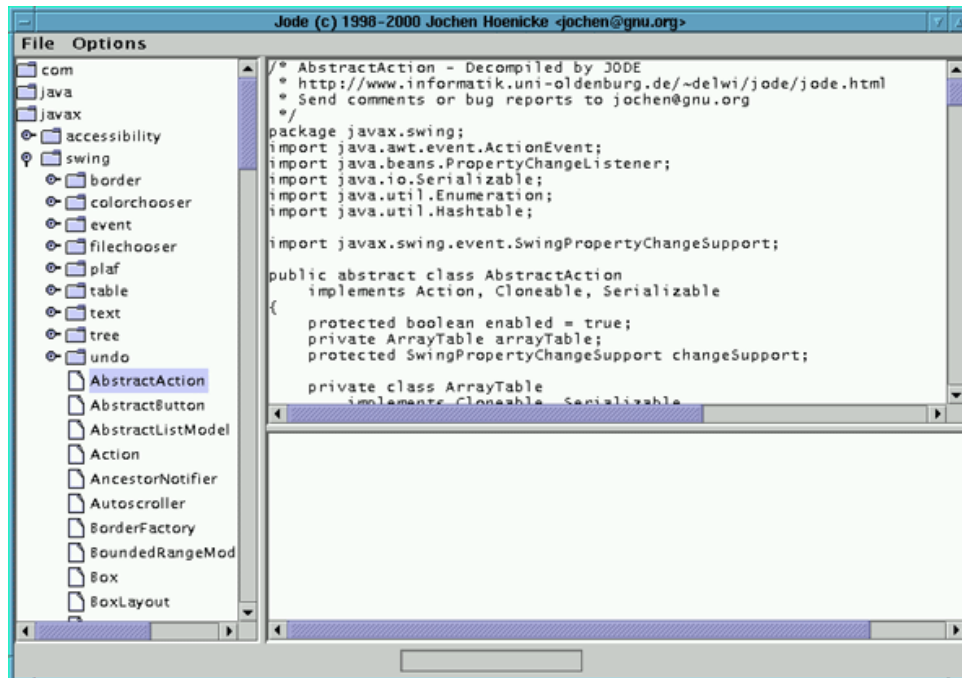 Jode (c) 1998-2000 Jochen Hoenicke <jochen@gnu.org>
File Options
com
java
javax
accessibility
swing
border
colorchooser
event
filechooser
plaf
table
text
tree
undo
AbstractAction
AbstractButton
AbstractListModel
Action
AncestorNotifier
Autoscroller
BorderFactory
BoundedRangeMod
Box
BoxLayout
/* AbstractAction - Decompiled by JODE
 * http://www.informatik.uni-oldenburg.de/~delwi/jode/jode.html
 * Send comments or bug reports to jochen@gnu.org
 */
package javax.swing;
import java.awt.event.ActionEvent;
import java.beans.PropertyChangeListener;
import java.io.Serializable;
import java.util.Enumeration;
import java.util.Hashtable;
import javax.swing.event.SwingPropertyChangeSupport;
public abstract class AbstractAction
    implements Action, Cloneable, Serializable
{
    protected boolean enabled = true;
    private ArrayTable arrayTable;
    protected SwingPropertyChangeSupport changeSupport;
    private class ArrayTable
        implements Cloneable, Serializable